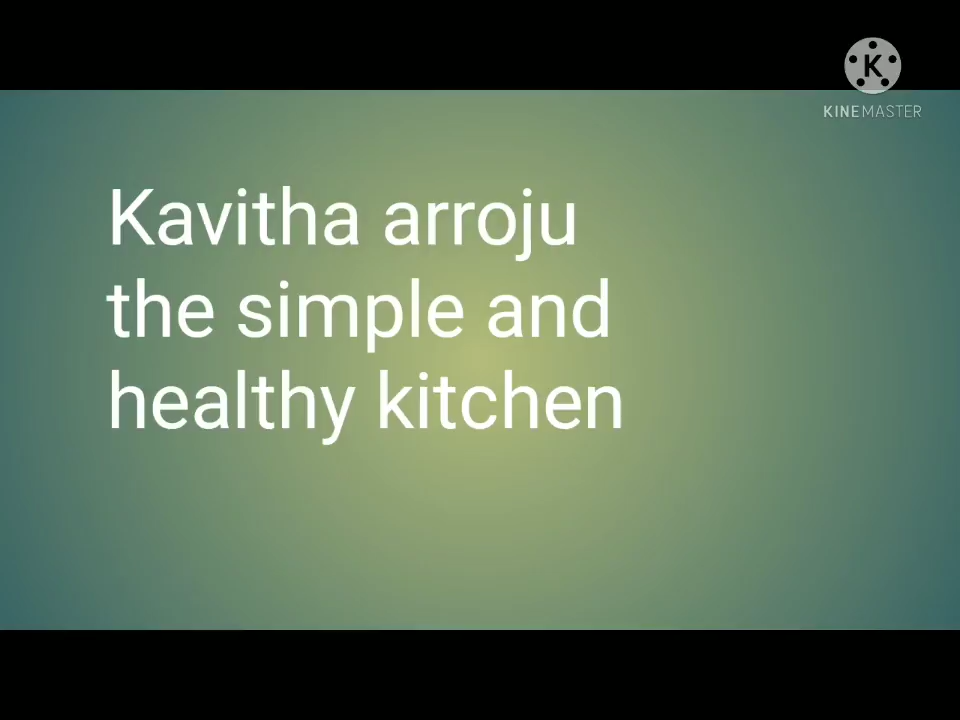 K
KINEMASTER
Kavitha arroju
the simple and
healthy kitchen